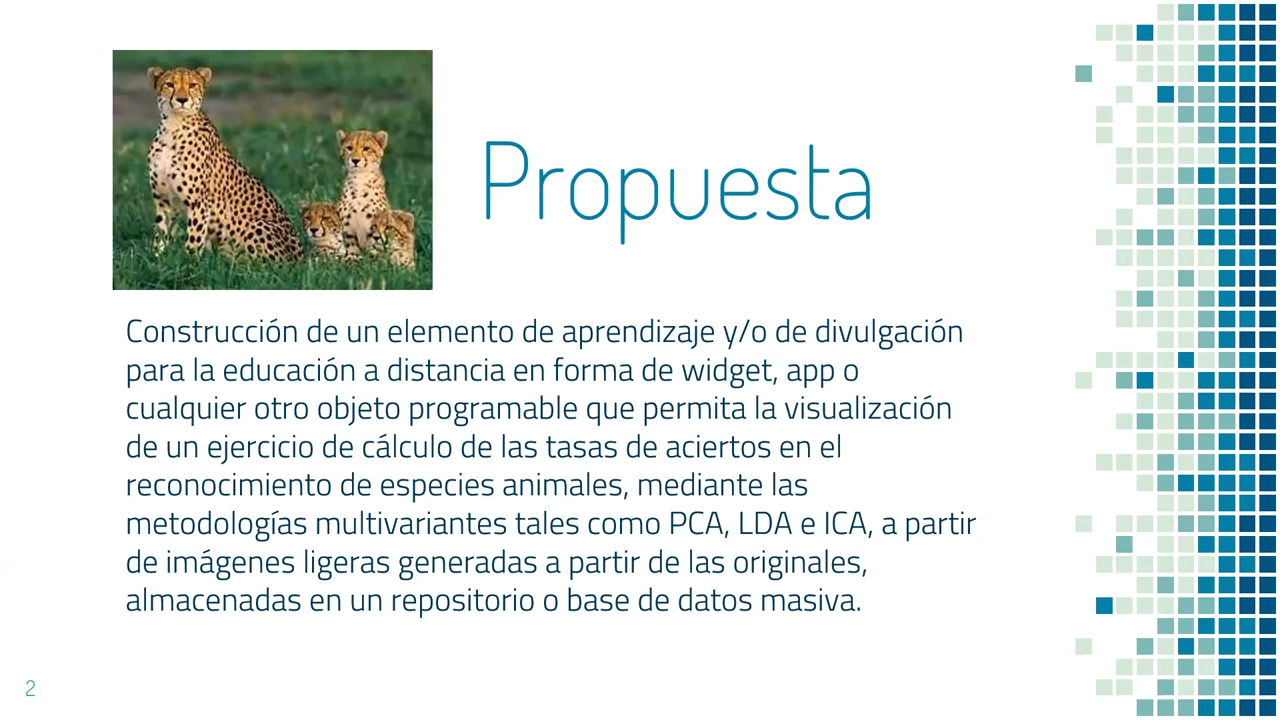 Propuesta
Construcción de un elemento de aprendizaje y/o de divulgación
para la educación a distancia en forma de widget, app o
cualquier otro objeto programable que permita la visualización
de un ejercicio de cálculo de las tasas de aciertos en el
reconocimiento de especies animales, mediante las
metodologías multivariantes tales como PCA, LDA e ICA, a partir
de imágenes ligeras generadas a partir de las originales,
almacenadas en un repositorio o base de datos masiva.
2